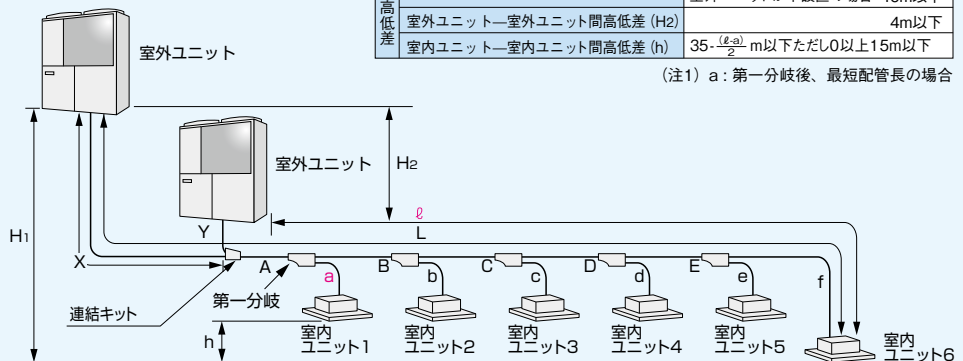 高低差
室外ユニット―室外ユニット間高低差(H2)
4m以下
室内ユニット―室内ユニット間高低差(h)
35-(ℓ-a)/2 m以下ただし0以上15m以下
(注1) a:第一分岐後、最短配管長の場合
室外ユニット
室外ユニット
H2
H1
ℓ
L
Y
X
A
B
C
D
E
a
b
c
d
e
f
第一分岐
連結キット
h
室内
ユニット1
室内
ユニット2
室内
ユニット3
室内
ユニット4
室内
ユニット5
室内
ユニット6